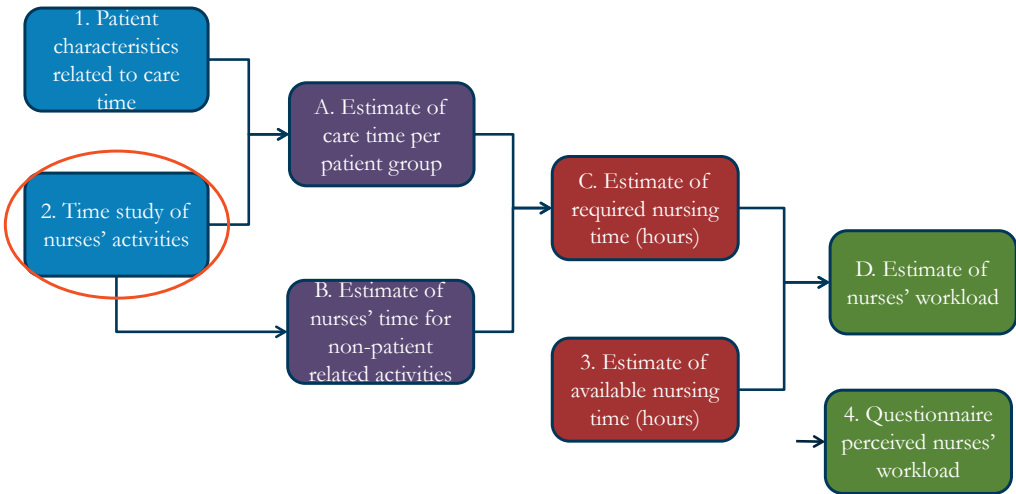 1. Patient
characteristics
related to care
time
A. Estimate of
care time per
patient group
2. Time study of
nurses’ activities
B. Estimate of
nurses’ time for
non-patient
related activities
C. Estimate of
required nursing
time (hours)
3. Estimate of
available nursing
time (hours)
D. Estimate of
nurses’ workload
4. Questionnaire
perceived nurses’
workload